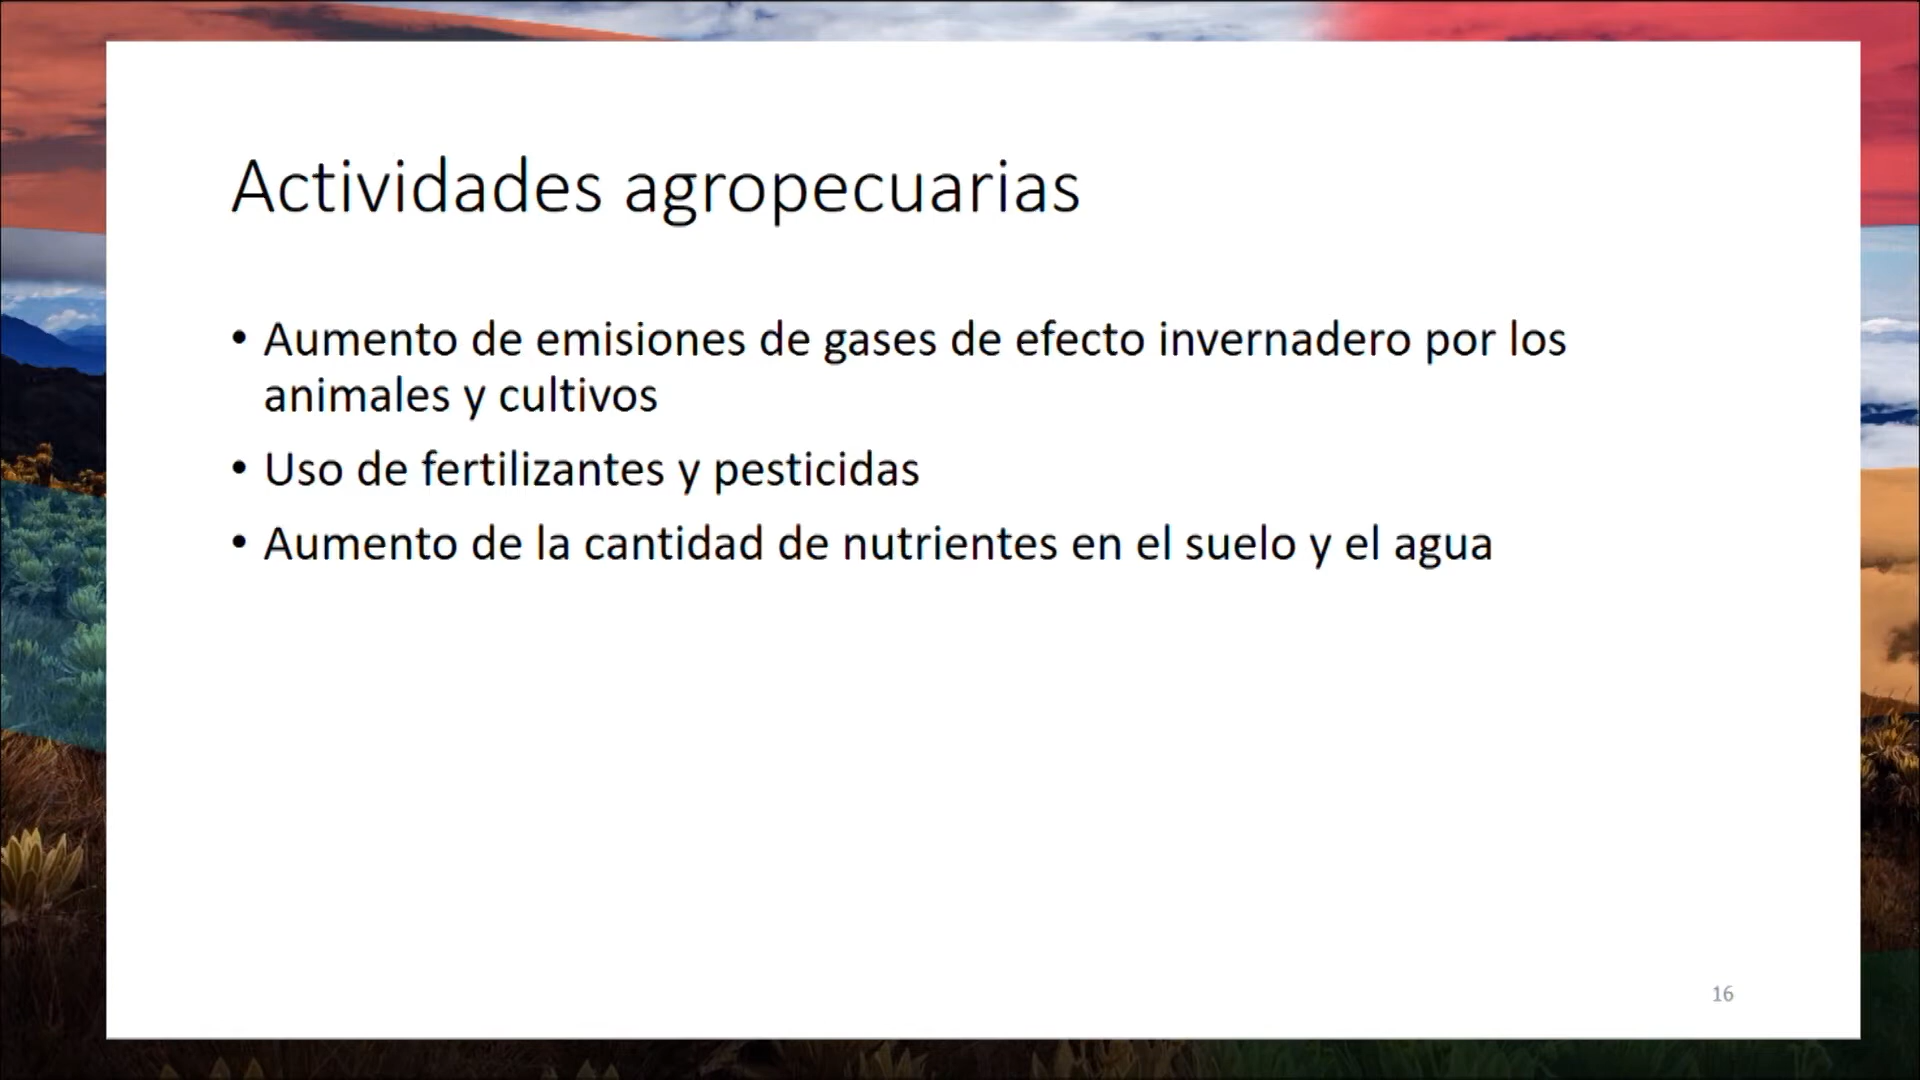 Actividades agropecuarias
• Aumento de emisiones de gases de efecto invernadero por los
animales y cultivos
• Uso de fertilizantes y pesticidas
• Aumento de la cantidad de nutrientes en el suelo y el agua
16